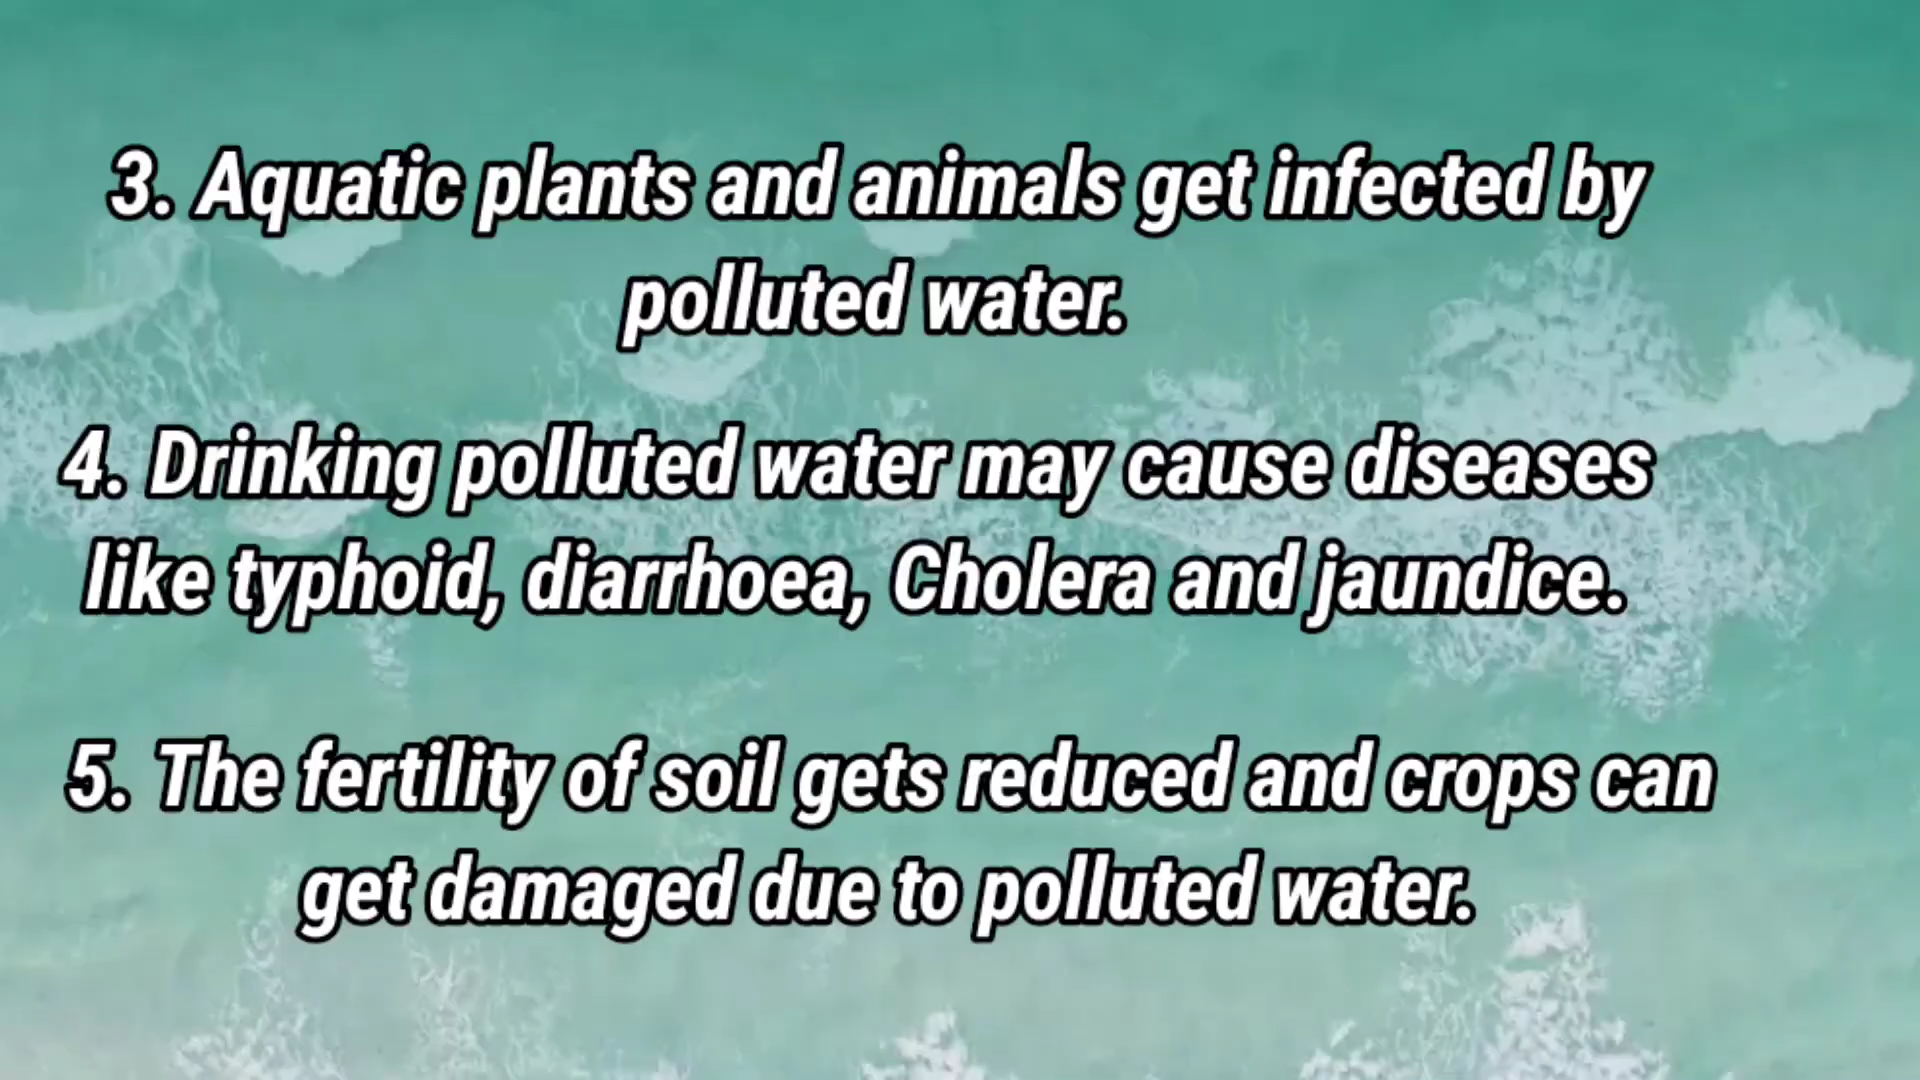 3. Aquatic plants and animals get infected by
polluted water.
4. Drinking polluted water may cause diseases
like typhoid, diarrhoea, Cholera and jaundice.
5. The fertility of soil gets reduced and crops can
get damaged due to polluted water.